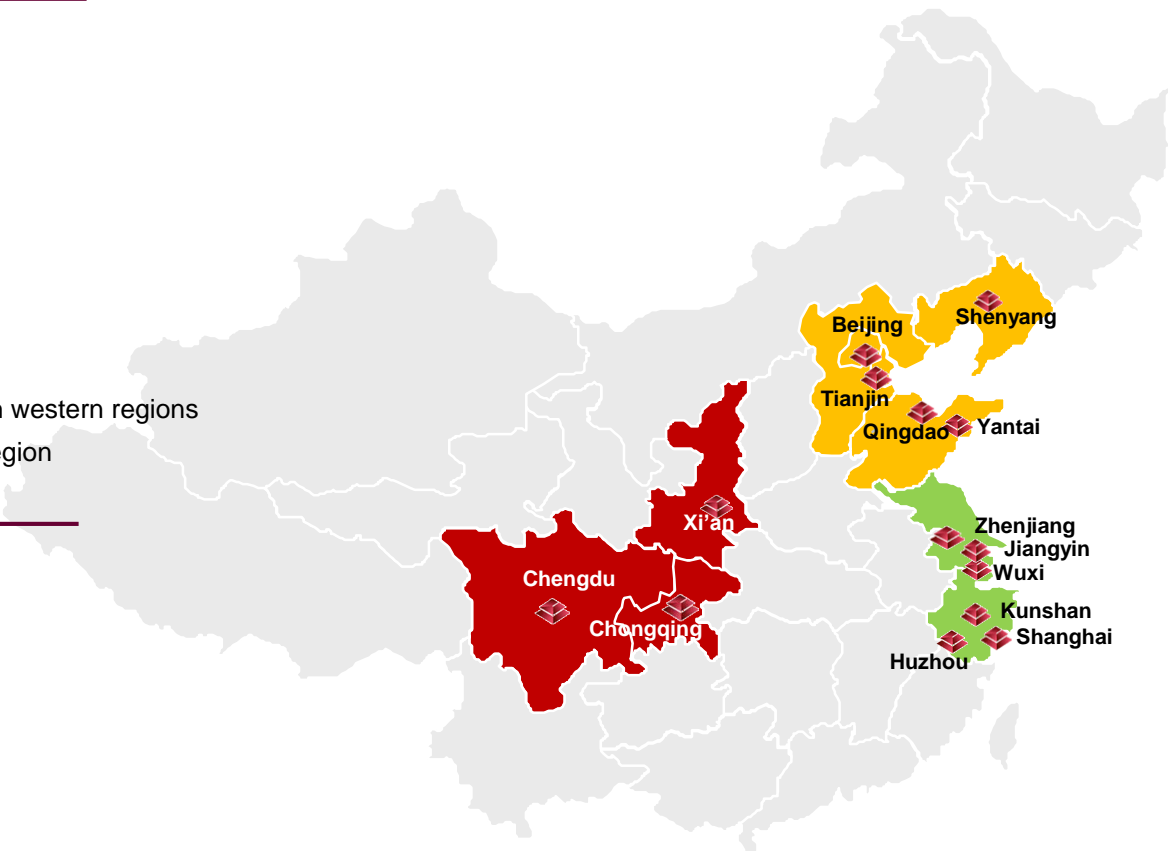 Shenyang
Beijing
Tianjin
western regions
Qingdao
Yantai
egion
Xi'an
Zhenjiang
Jiangyin
Wuxi
Chengdu
Kunshan
Chongqing
Shanghai
Huzhou